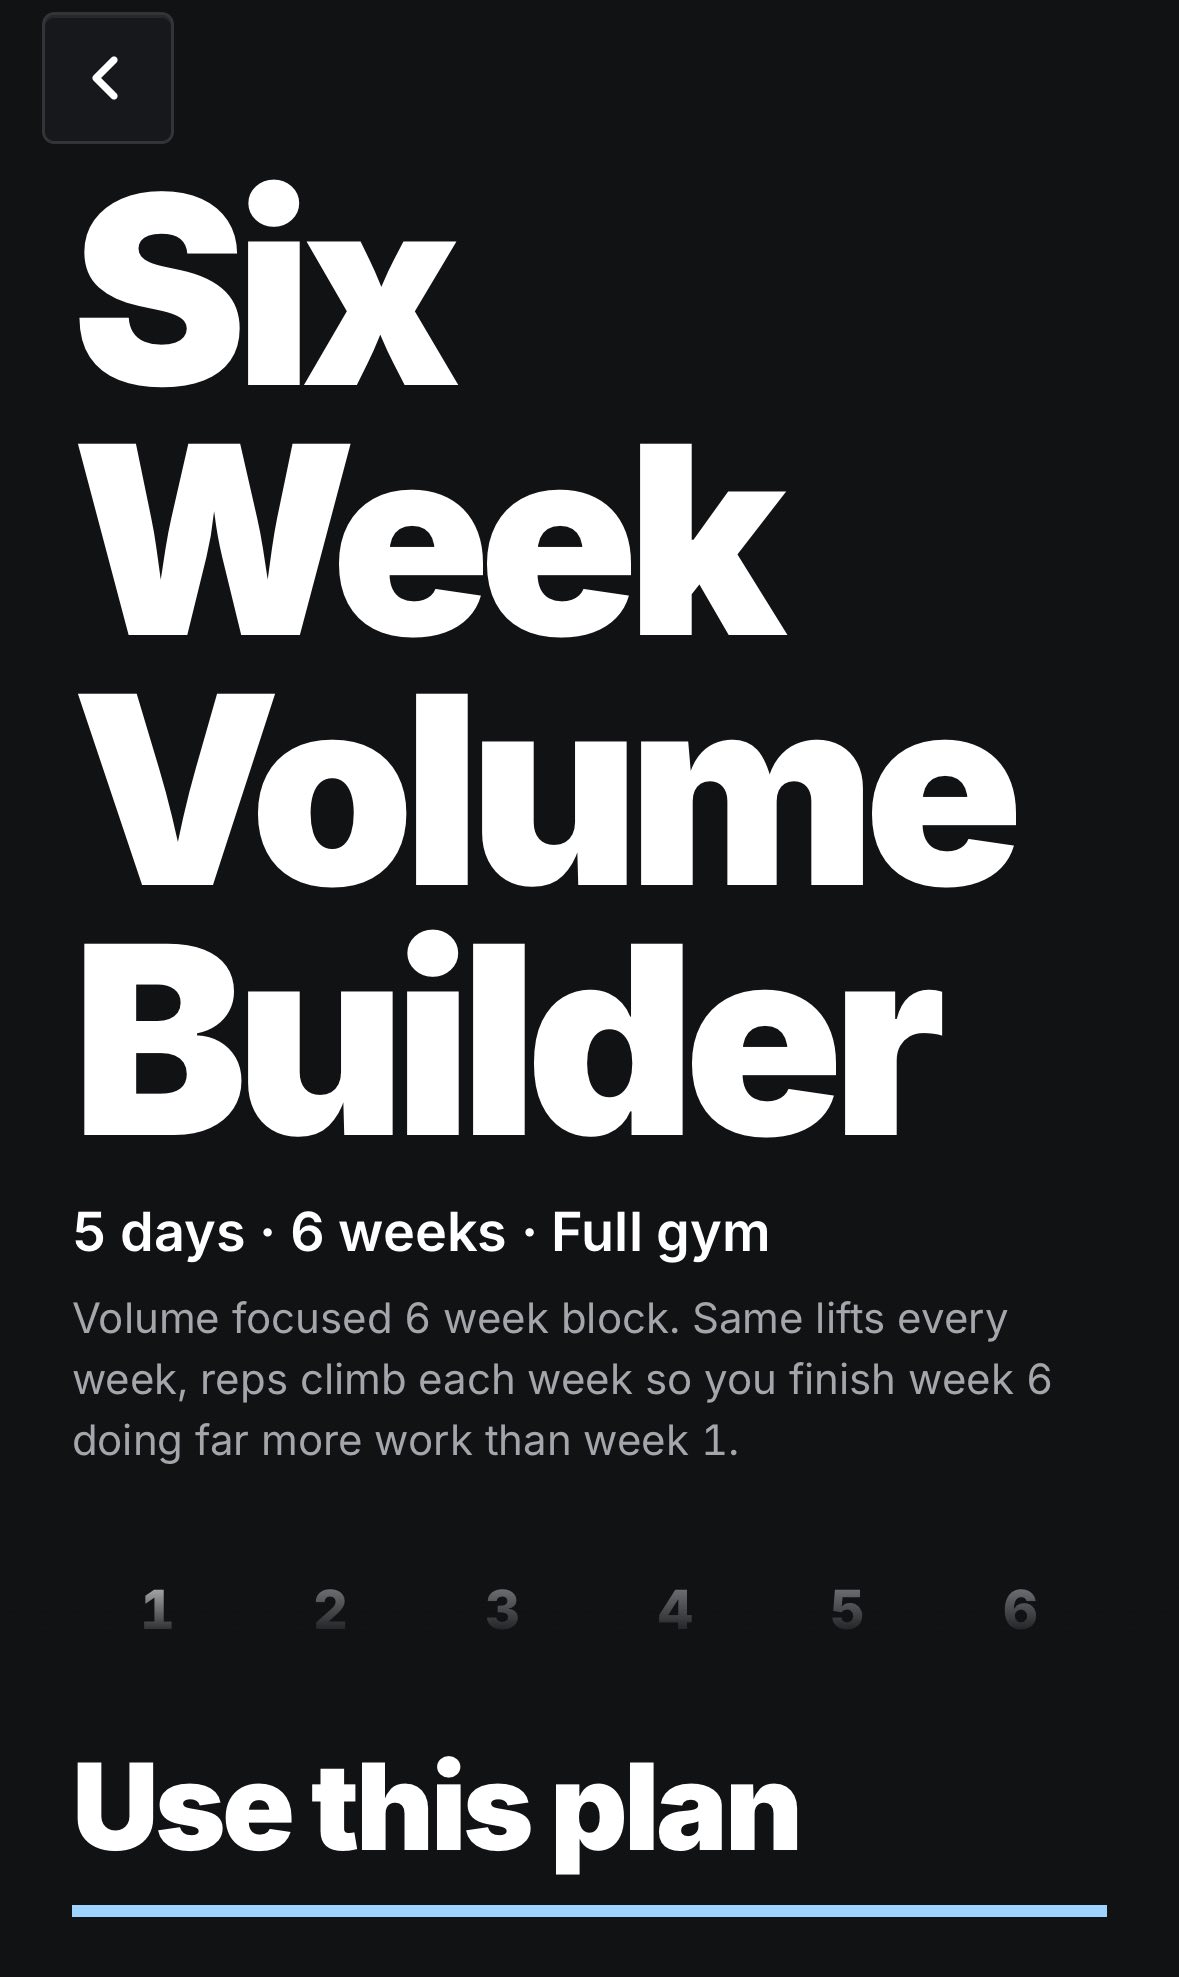 Six
Week
Volume
Builder
5 days · 6 weeks · Full gym
Volume focused 6 week block. Same lifts every
week, reps climb each week so you finish week 6
doing far more work than week 1.
1 2 3 4 5 6
Use this plan